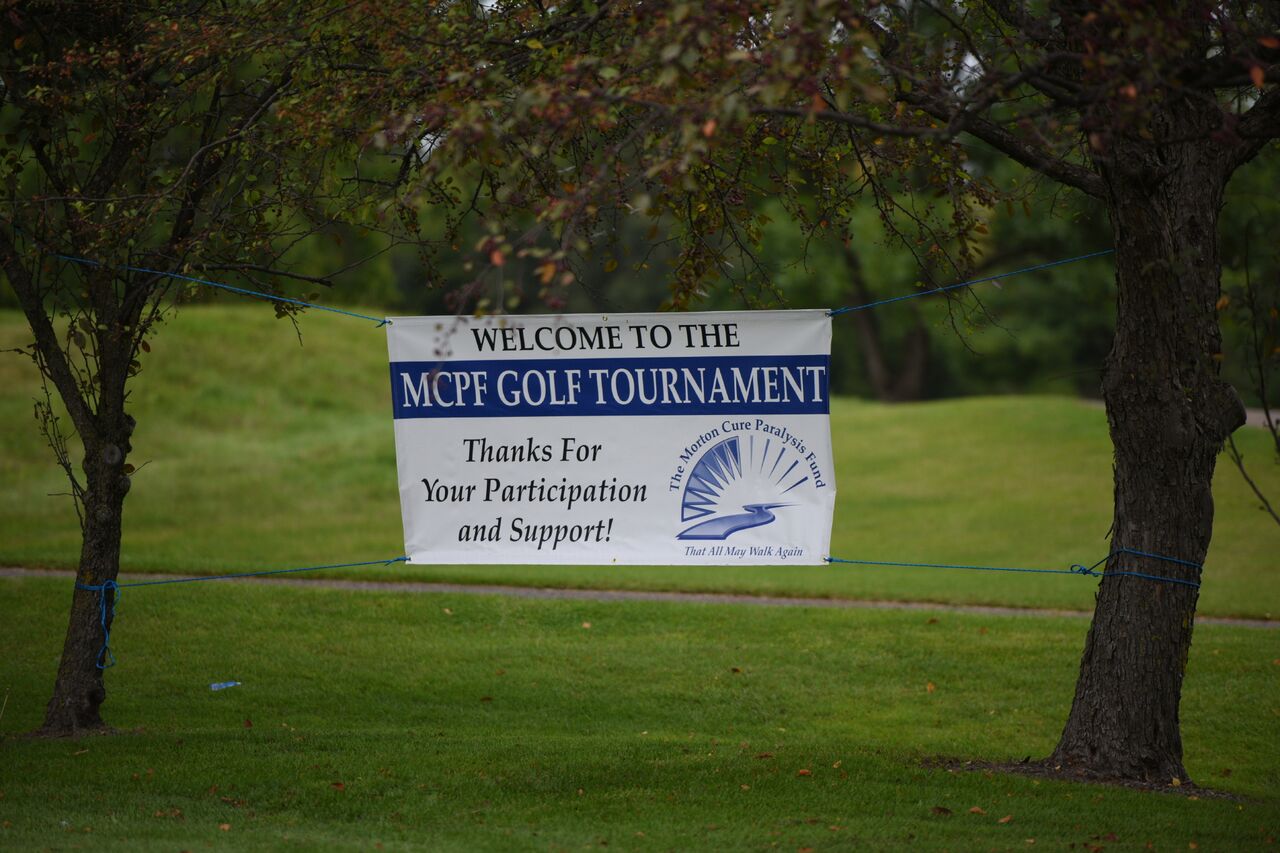 WELCOME TO THE
MCPF GOLF TOURNAMENT
Thanks For
Your Participation
and Support!
The Morton Cure Paralysis Fund
That All May Walk Again